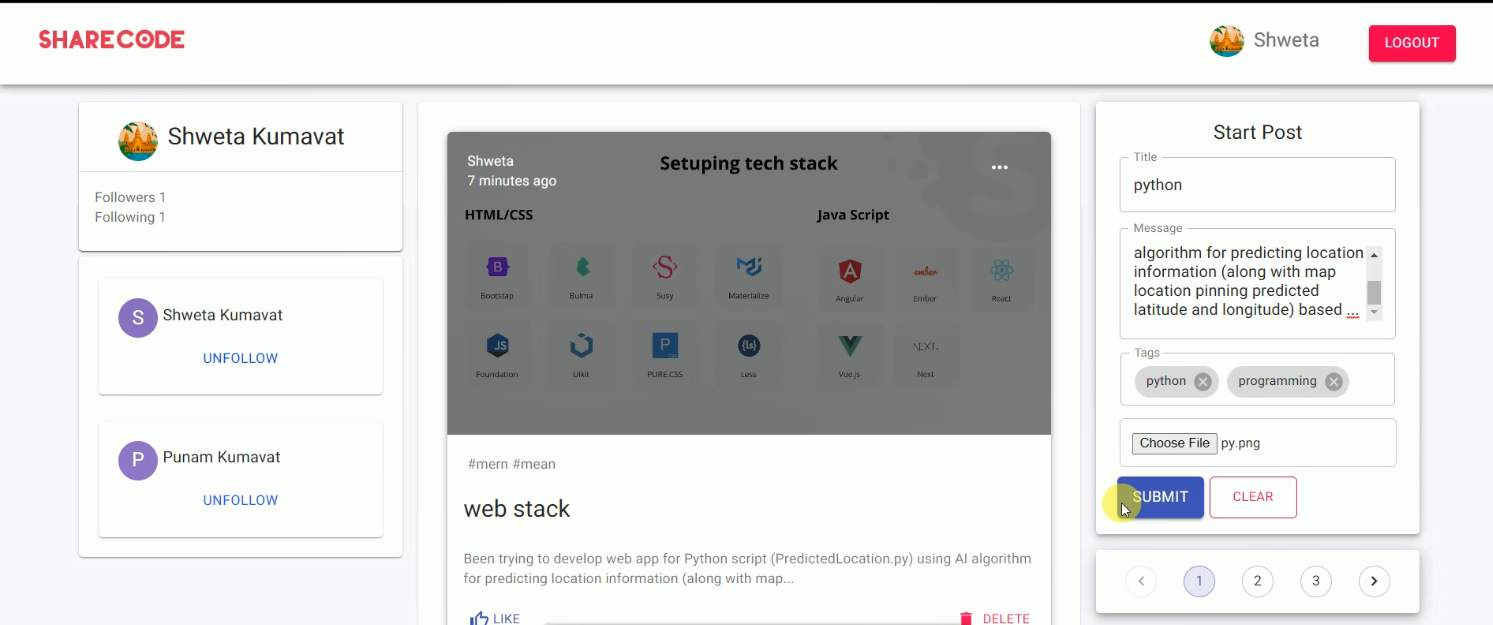 SHARECODE
Shweta
LOGOUT
Shweta Kumavat
Followers 1
Following 1
S
Shweta Kumavat
UNFOLLOW
P
Punam Kumavat
UNFOLLOW
Shweta
7 minutes ago
Setuping tech stack
HTML/CSS
Java Script
B
S
A
ember
Bootstap
Bulma
Susy
Materialize
Angular
Ember
React
JS
P
{ls}
NEXT.
Foundation
Uikit
PURE.CSS
Less
Vue.js
Next
#mern #mean
web stack
Been trying to develop web app for Python script (PredictedLocation.py) using AI algorithm
for predicting location information (along with map...
LIKE
DELETE
Start Post
Title
python
Message
algorithm for predicting location
information (along with map
location pinning predicted
latitude and longitude) based ...
Tags
python
programming
Choose File py.png
SUBMIT
CLEAR
1 2 3